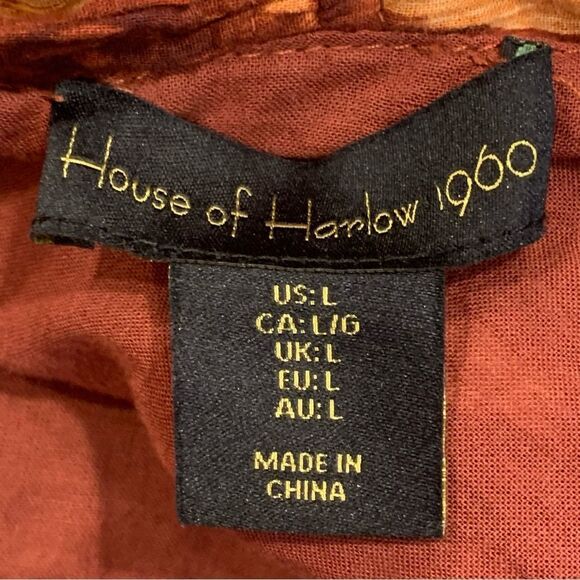 House of Harlow 1960
US: L
CA: L/G
UK: L
EU: L
AU: L
MADE IN
CHINA